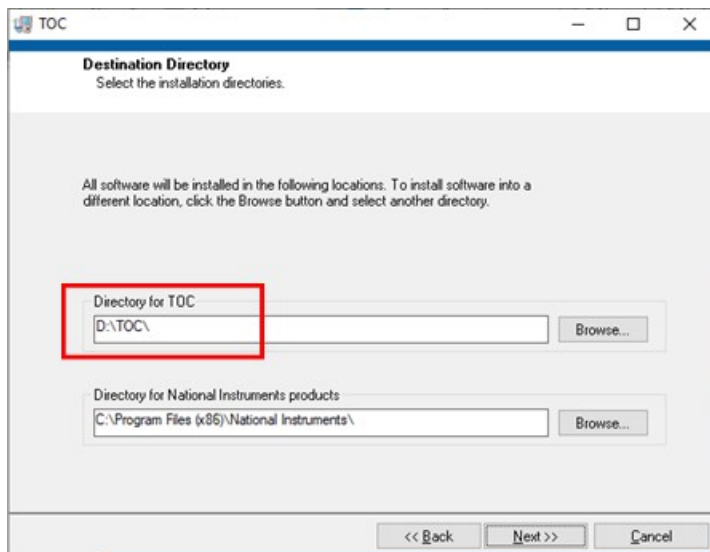 TOC
Destination Directory
Select the installation directories.
All software will be installed in the following locations. To install software into a
different location, click the Browse button and select another directory.
Directory for TOC
D:\TOC\
Browse...
Directory for National Instruments products
C:\Program Files (x86)\National Instruments\
Browse...
<< Back Next >> Cancel